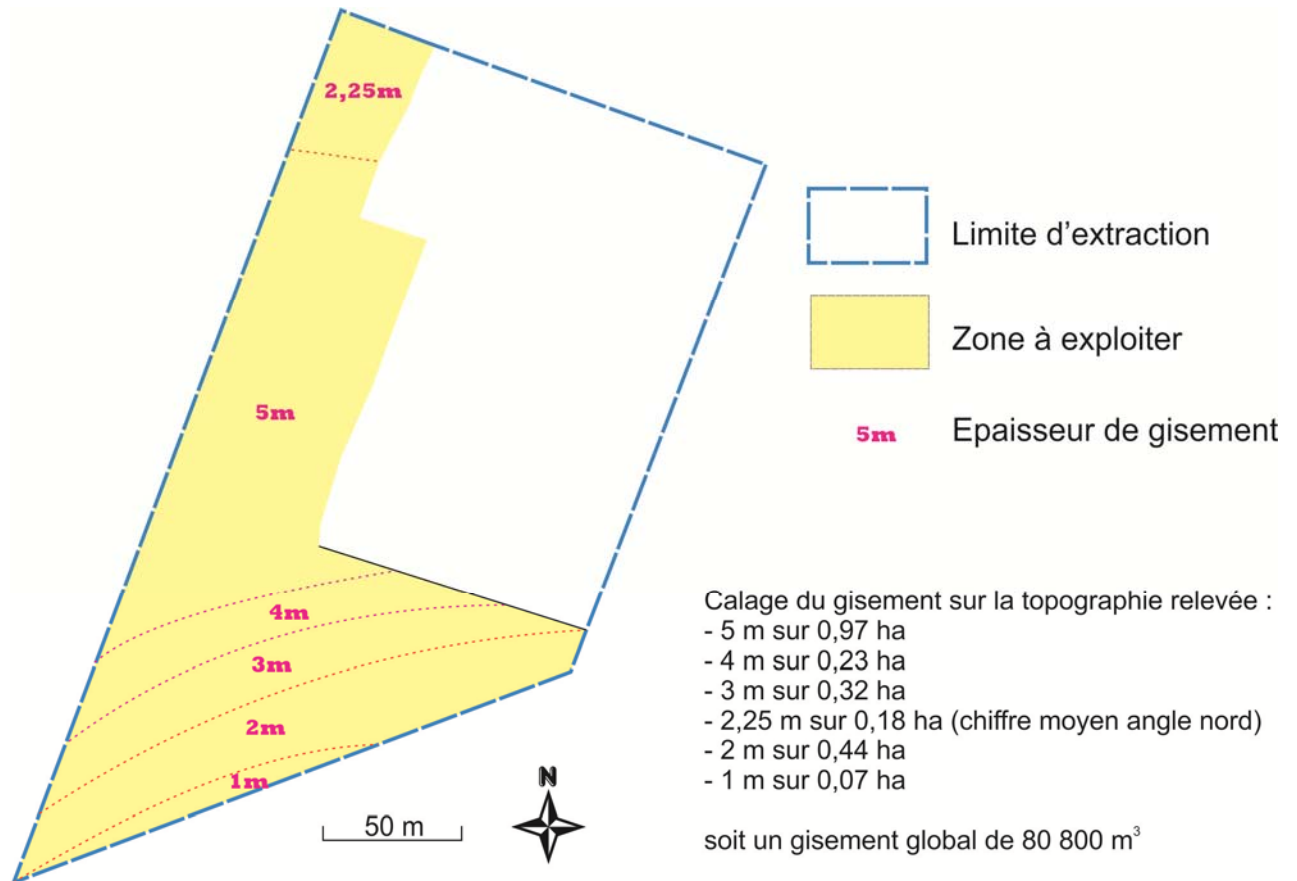 2,25m
Limite d'extraction
Zone à exploiter
5m
5m Epaisseur de gisement
4m
3m
2m
1m
N
50 m
Calage du gisement sur la topographie relevée :
- 5 m sur 0,97 ha
- 4 m sur 0,23 ha
- 3 m sur 0,32 ha
- 2,25 m sur 0,18 ha (chiffre moyen angle nord)
- 2 m sur 0,44 ha
- 1 m sur 0,07 ha
soit un gisement global de 80 800 m³